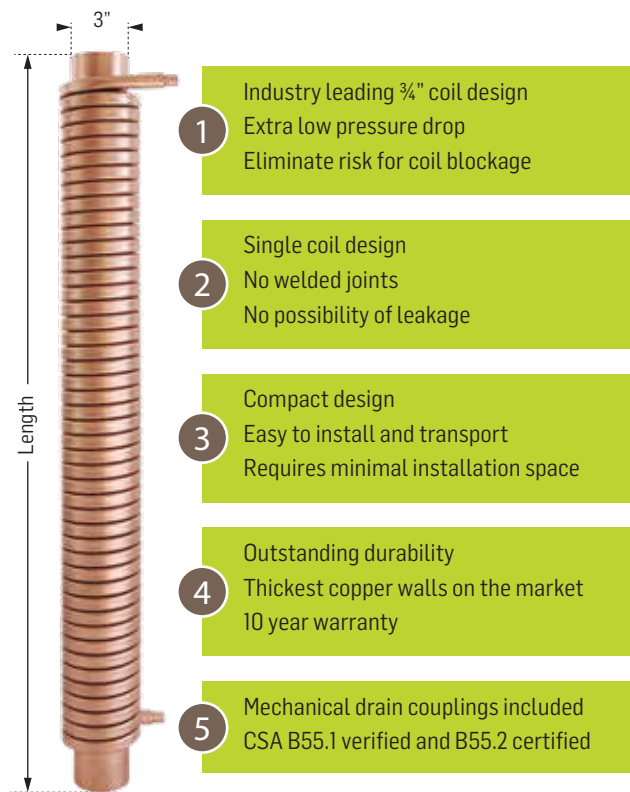 3"
Length
1
Industry leading ¾" coil design
Extra low pressure drop
Eliminate risk for coil blockage
2
Single coil design
No welded joints
No possibility of leakage
3
Compact design
Easy to install and transport
Requires minimal installation space
4
Outstanding durability
Thickest copper walls on the market
10 year warranty
5
Mechanical drain couplings included
CSA B55.1 verified and B55.2 certified